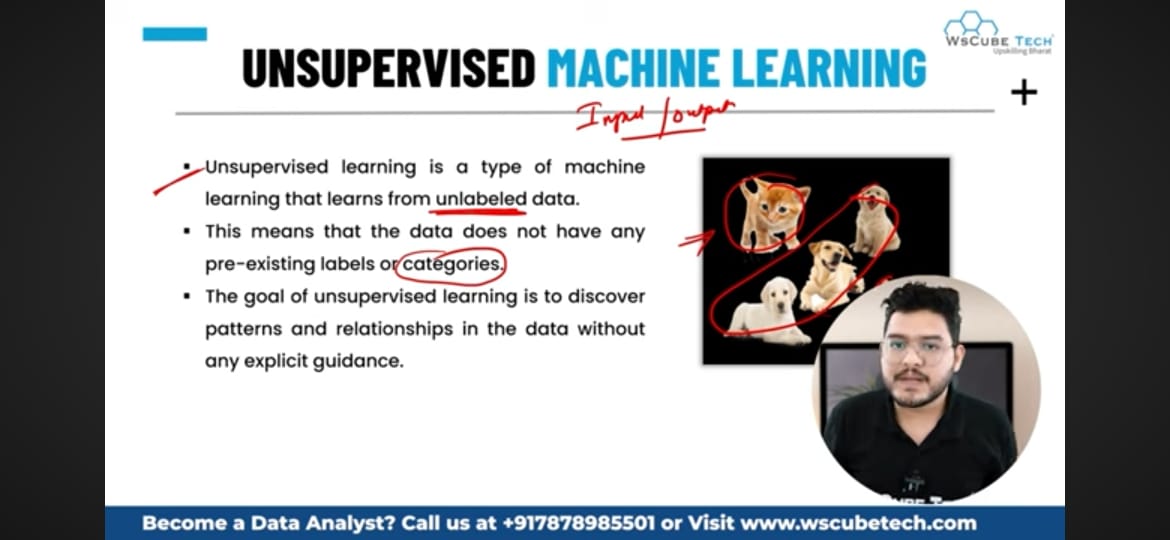 WSCUBE TECH
Upskilling Bharat
UNSUPERVISED MACHINE LEARNING
+
Input / output
▪ Unsupervised learning is a type of machine
learning that learns from unlabeled data.
▪ This means that the data does not have any
pre-existing labels or categories.
▪ The goal of unsupervised learning is to discover
patterns and relationships in the data without
any explicit guidance.
Become a Data Analyst? Call us at +917878985501 or Visit www.wscubetech.com